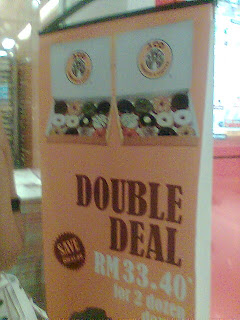 DOUBLE
DEAL
SAVE
RM33.40*
for 2 dozen